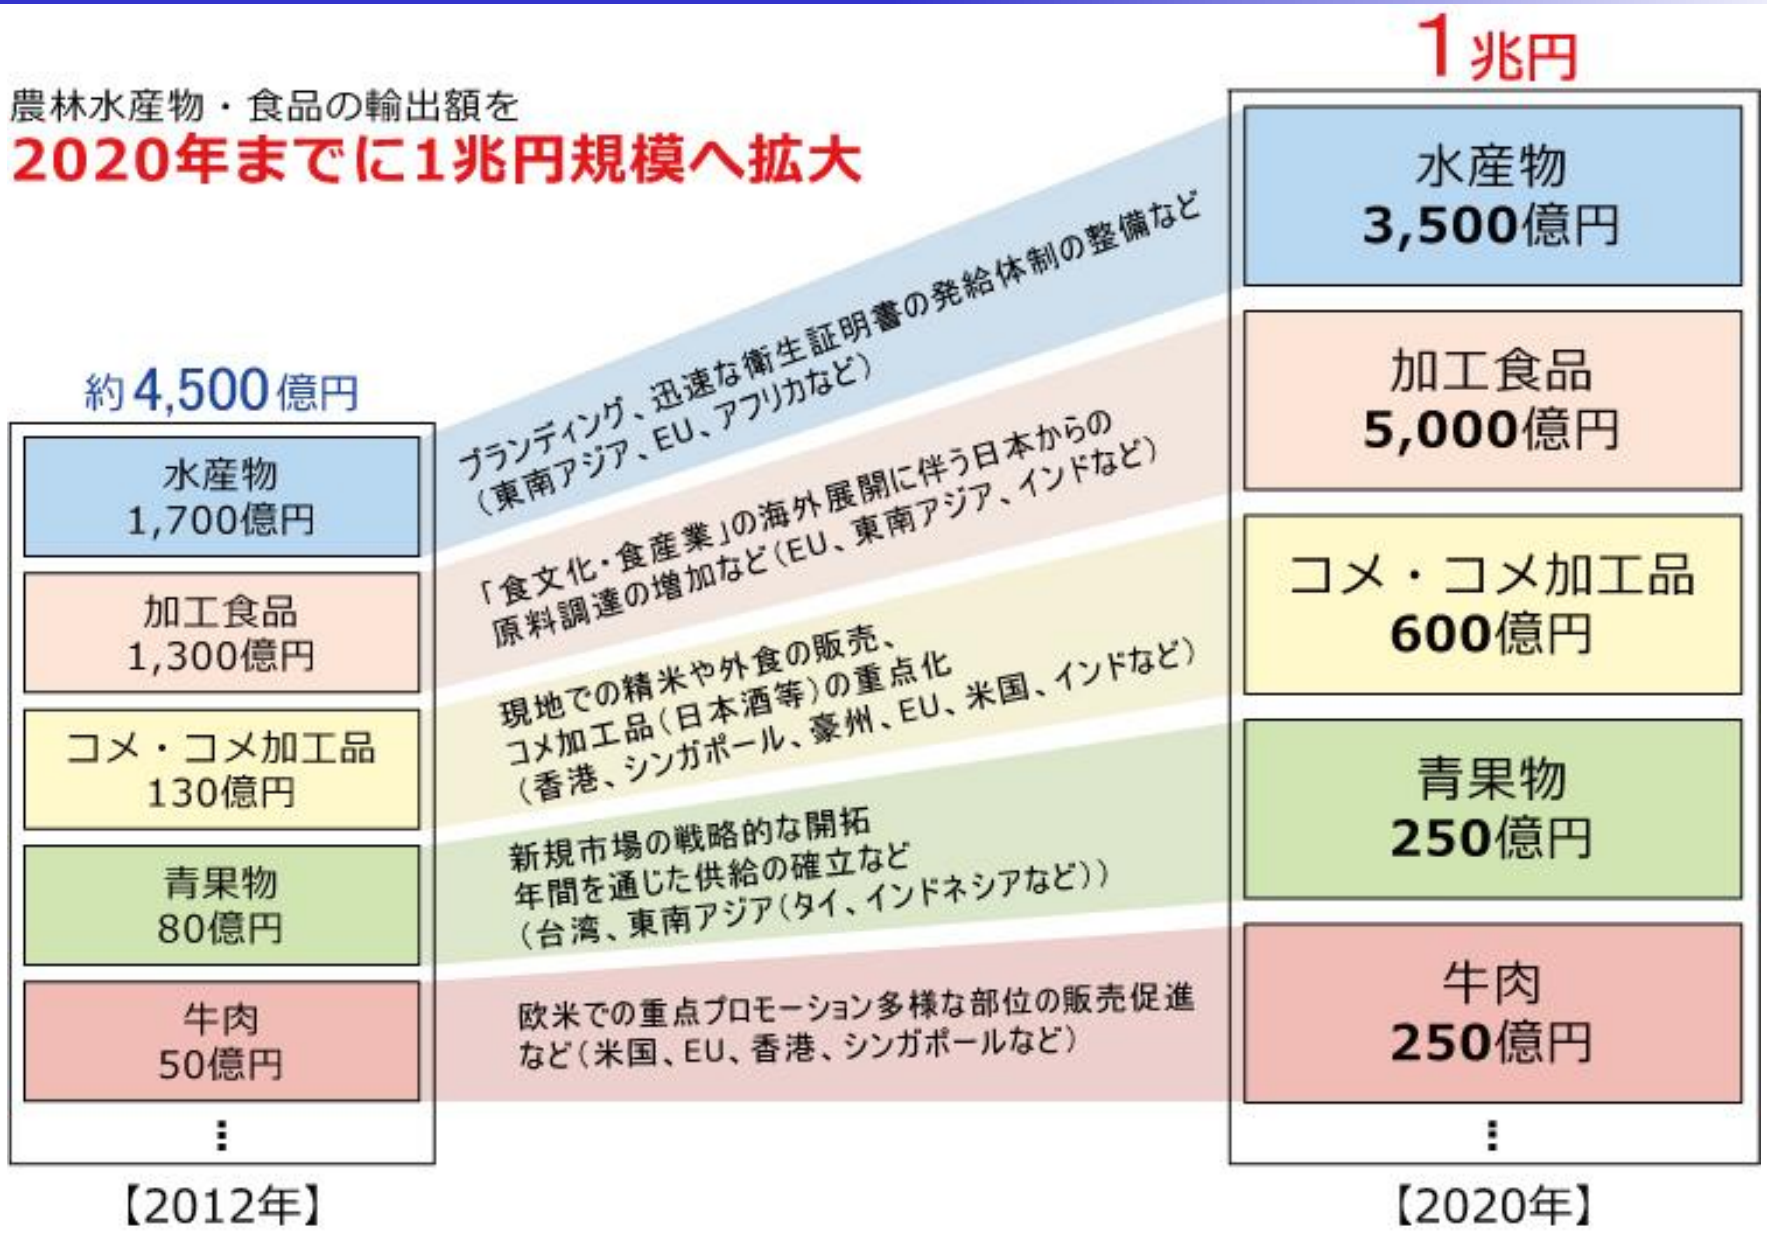 農林水産物・食品の輸出額を
2020年までに1兆円規模へ拡大
約4,500億円
水産物
1,700億円
加工食品
1,300億円
コメ・コメ加工品
130億円
青果物
80億円
牛肉
50億円
⋮
【2012年】
ブランディング、迅速な衛生証明書の発給体制の整備など
（東南アジア、EU、アフリカなど）
「食文化・食産業」の海外展開に伴う日本からの
原料調達の増加など（EU、東南アジア、インドなど）
現地での精米や外食の販売、
コメ加工品（日本酒等）の重点化
（香港、シンガポール、豪州、EU、米国、インドなど）
新規市場の戦略的な開拓
年間を通じた供給の確立など
（台湾、東南アジア（タイ、インドネシアなど））
欧米での重点プロモーション多様な部位の販売促進
など（米国、EU、香港、シンガポールなど）
1兆円
水産物
3,500億円
加工食品
5,000億円
コメ・コメ加工品
600億円
青果物
250億円
牛肉
250億円
⋮
【2020年】